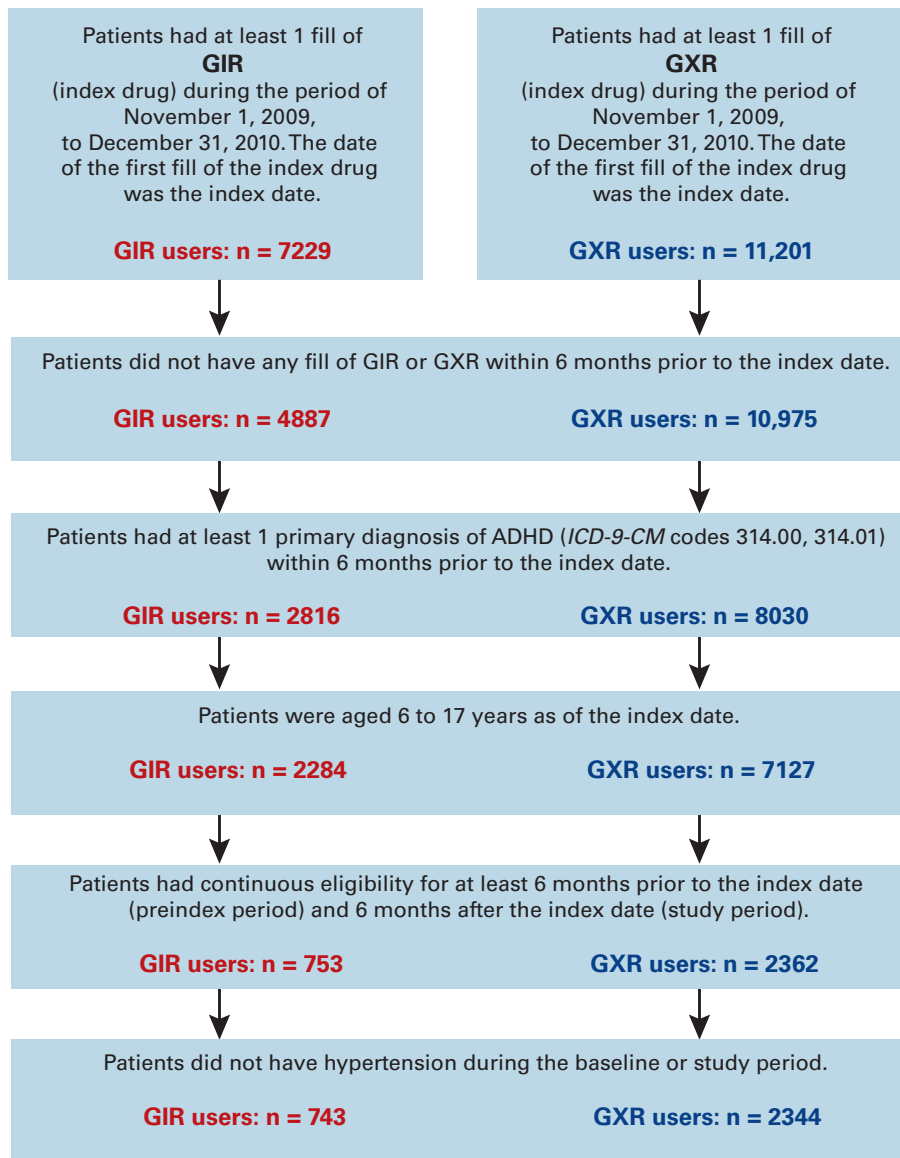 Patients had at least 1 fill of
GIR
(index drug) during the period of
November 1, 2009,
to December 31, 2010. The date
of the first fill of the index drug
was the index date.
GIR users: n = 7229
Patients had at least 1 fill of
GXR
(index drug) during the period of
November 1, 2009,
to December 31, 2010. The date
of the first fill of the index drug
was the index date.
GXR users: n = 11,201
Patients did not have any fill of GIR or GXR within 6 months prior to the index date.
GIR users: n = 4887
GXR users: n = 10,975
Patients had at least 1 primary diagnosis of ADHD (ICD-9-CM codes 314.00, 314.01)
within 6 months prior to the index date.
GIR users: n = 2816
GXR users: n = 8030
Patients were aged 6 to 17 years as of the index date.
GIR users: n = 2284
GXR users: n = 7127
Patients had continuous eligibility for at least 6 months prior to the index date
(preindex period) and 6 months after the index date (study period).
GIR users: n = 753
GXR users: n = 2362
Patients did not have hypertension during the baseline or study period.
GIR users: n = 743
GXR users: n = 2344